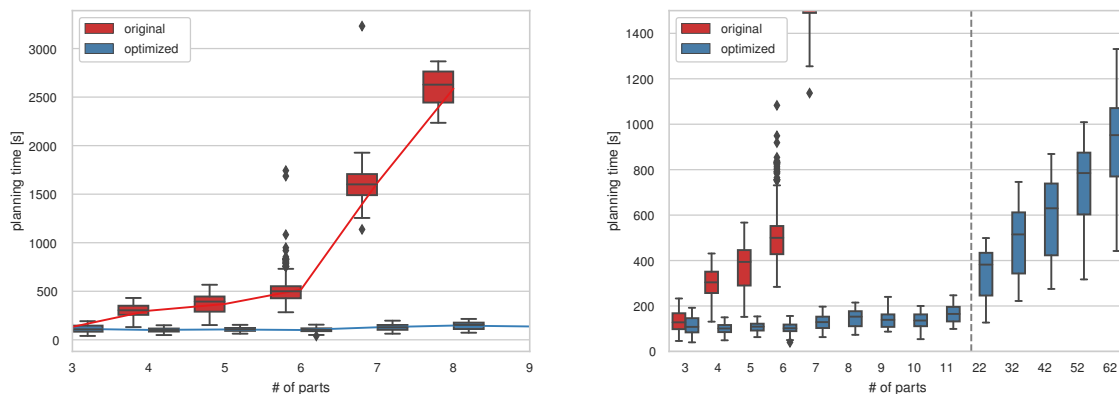 original
optimized
3000
2500
2000
1500
1000
500
0
planning time [s]
3 4 5 6 7 8 9
# of parts
original
optimized
1400
1200
1000
800
600
400
200
0
planning time [s]
3 4 5 6 7 8 9 10 11 22 32 42 52 62
# of parts